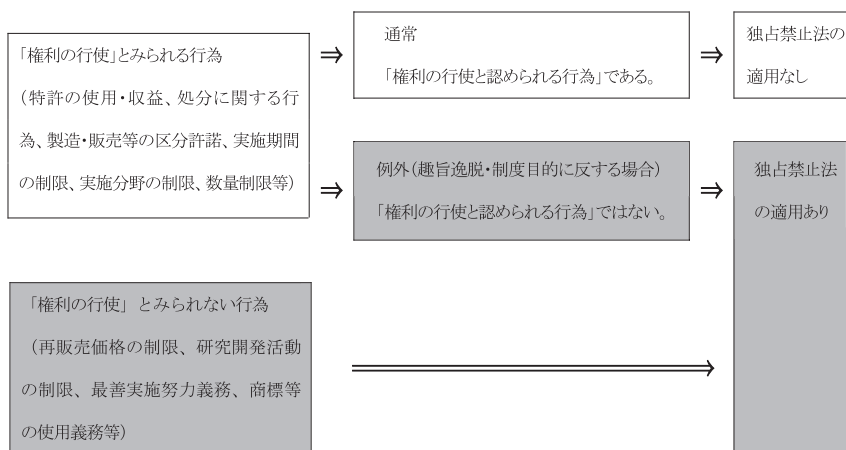 「権利の行使」とみられる行為
（特許の使用・収益、処分に関する行
為、製造・販売等の区分許諾、実施期間
の制限、実施分野の制限、数量制限等）
⇒
通常
「権利の行使と認められる行為」である。
⇒
独占禁止法の
適用なし
⇒
例外（趣旨逸脱・制度目的に反する場合）
「権利の行使と認められる行為」ではない。
⇒
独占禁止法
の適用あり
「権利の行使」とみられない行為
（再販売価格の制限、研究開発活動
の制限、最善実施努力義務、商標等
の使用義務等）